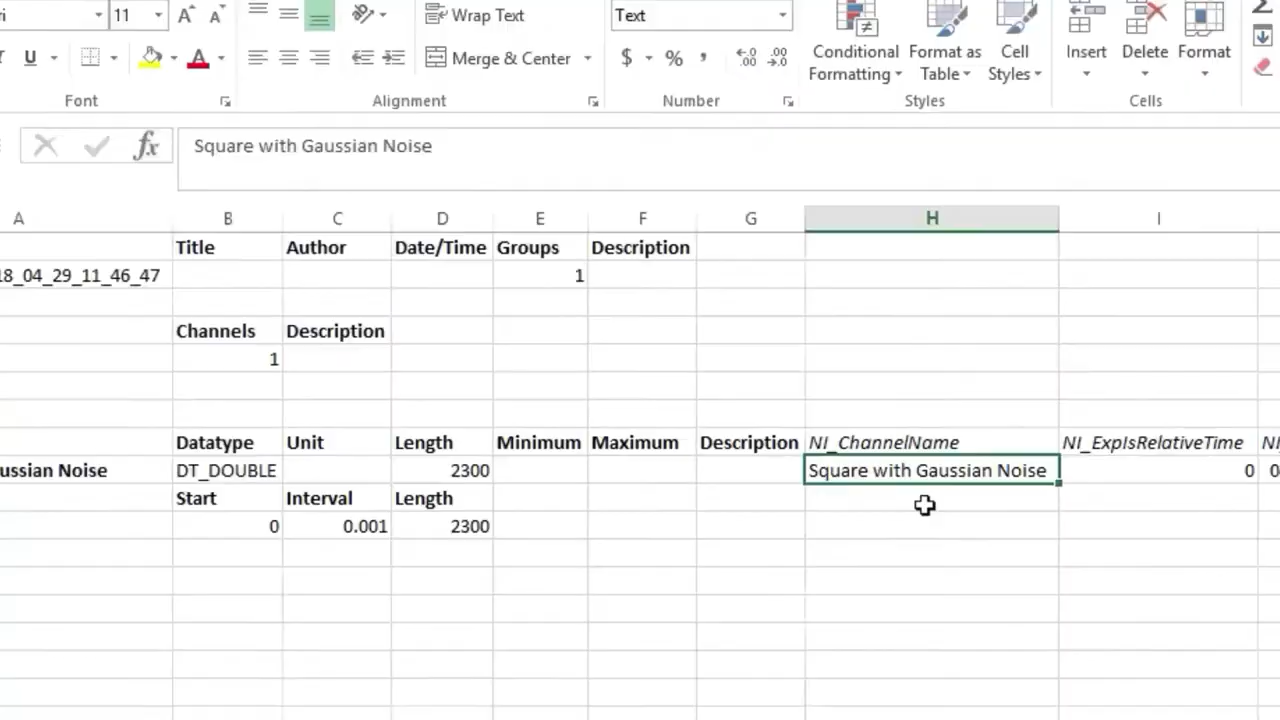 11
Wrap Text
Text
U
Merge & Center
$ % ,
Conditional Formatting
Format as Table
Cell Styles
Insert
Delete
Format
Font
Alignment
Number
Styles
Cells
fx
Square with Gaussian Noise
A B C D E F G H I
Title Author Date/Time Groups Description
18_04_29_11_46_47 1
Channels Description
1
Datatype Unit Length Minimum Maximum Description NI_ChannelName NI_ExpIsRelativeTime
ussian Noise DT_DOUBLE 2300 Square with Gaussian Noise 0 0
Start Interval Length
0 0.001 2300